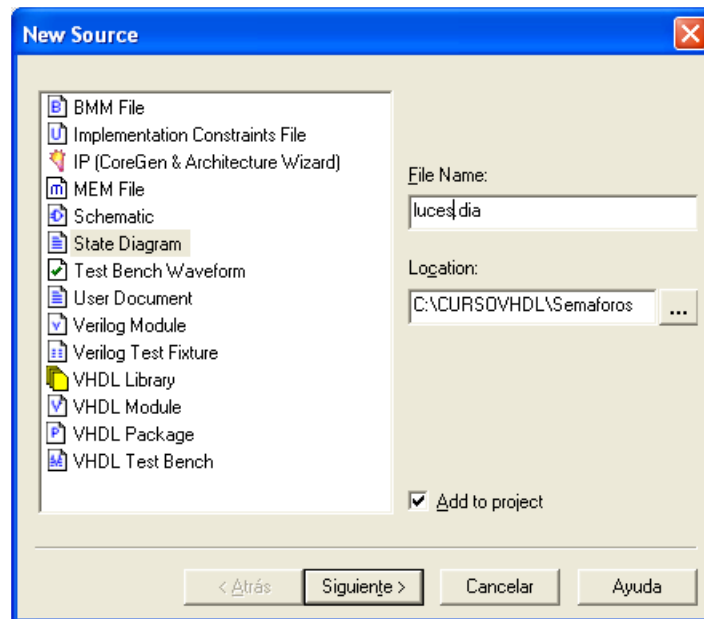 New Source
BMM File
Implementation Constraints File
IP (CoreGen & Architecture Wizard)
MEM File
Schematic
State Diagram
Test Bench Waveform
User Document
Verilog Module
Verilog Test Fixture
VHDL Library
VHDL Module
VHDL Package
VHDL Test Bench
File Name:
luces.dia
Location:
C:\CURSOVHDL\Semaforos
...
Add to project
< Atrás
Siguiente >
Cancelar
Ayuda